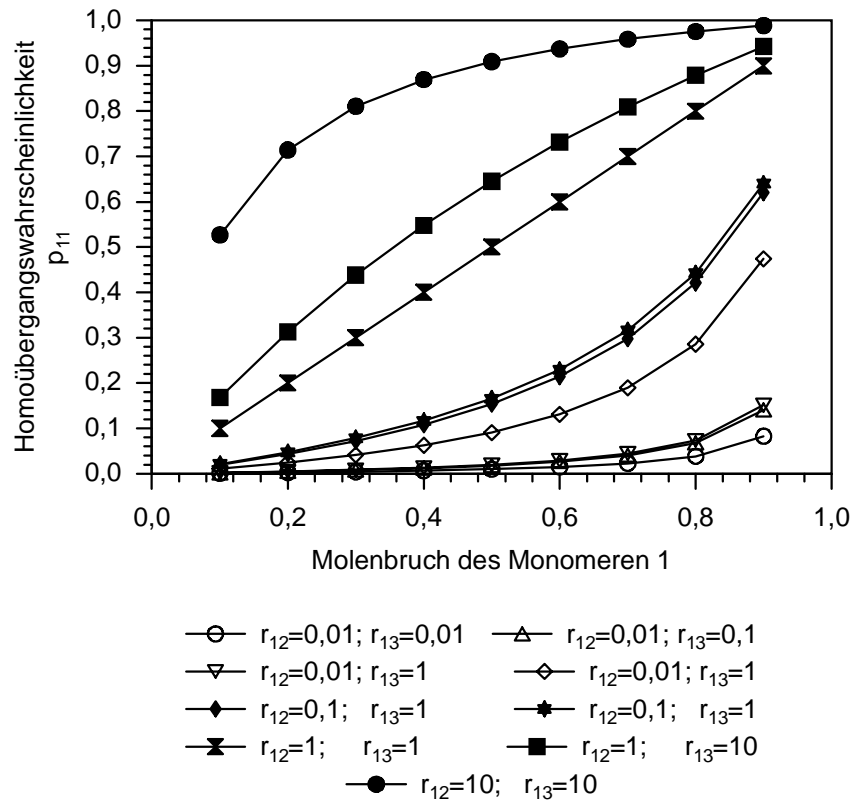 1,0
0,9
0,8
0,7
0,6
0,5
0,4
0,3
0,2
0,1
0,0
Homoübergangswahrscheinlichkeit
p₁₁
0,0 0,2 0,4 0,6 0,8 1,0
Molenbruch des Monomeren 1
r₁₂=0,01; r₁₃=0,01 r₁₂=0,01; r₁₃=0,1
r₁₂=0,01; r₁₃=1 r₁₂=0,01; r₁₃=1
r₁₂=0,1; r₁₃=1 r₁₂=0,1; r₁₃=1
r₁₂=1; r₁₃=1 r₁₂=1; r₁₃=10
r₁₂=10; r₁₃=10